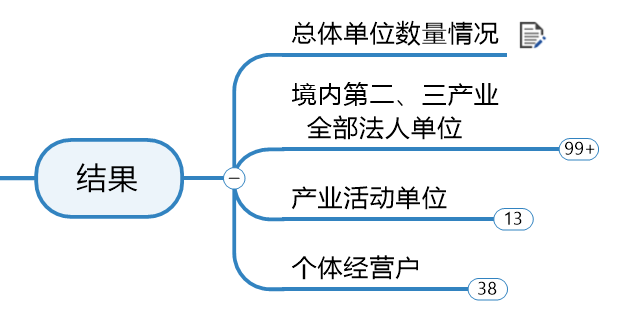 总体单位数量情况
境内第二、三产业
全部法人单位
99+
结果
产业活动单位
13
个体经营户
38